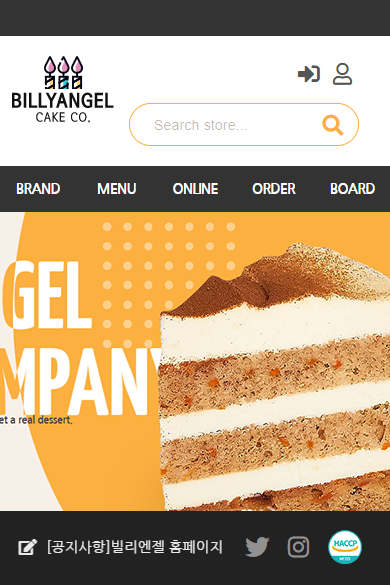 BILLYANGEL
CAKE CO.
Search store...
BRAND MENU ONLINE ORDER BOARD
GEL
MPANY
et a real dessert.
[공지사항]빌리엔젤 홈페이지
HACCP